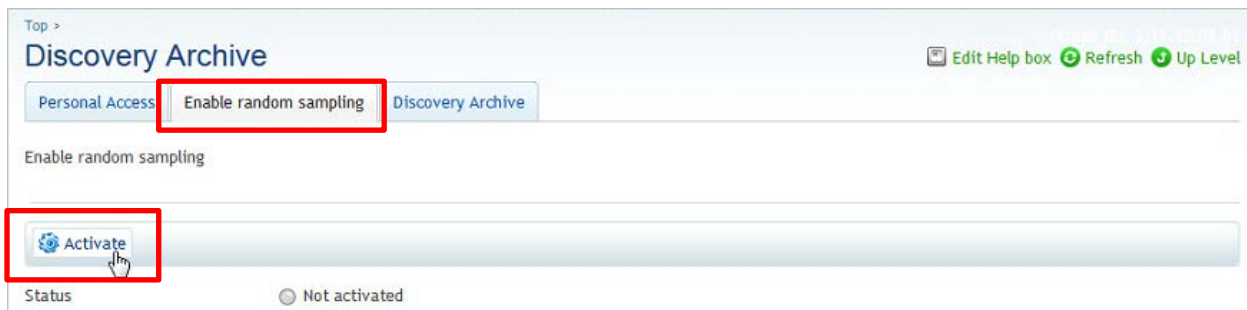 Top >
Discovery Archive
Edit Help box Refresh Up Level
Personal Access Enable random sampling Discovery Archive
Enable random sampling
Activate
Status Not activated